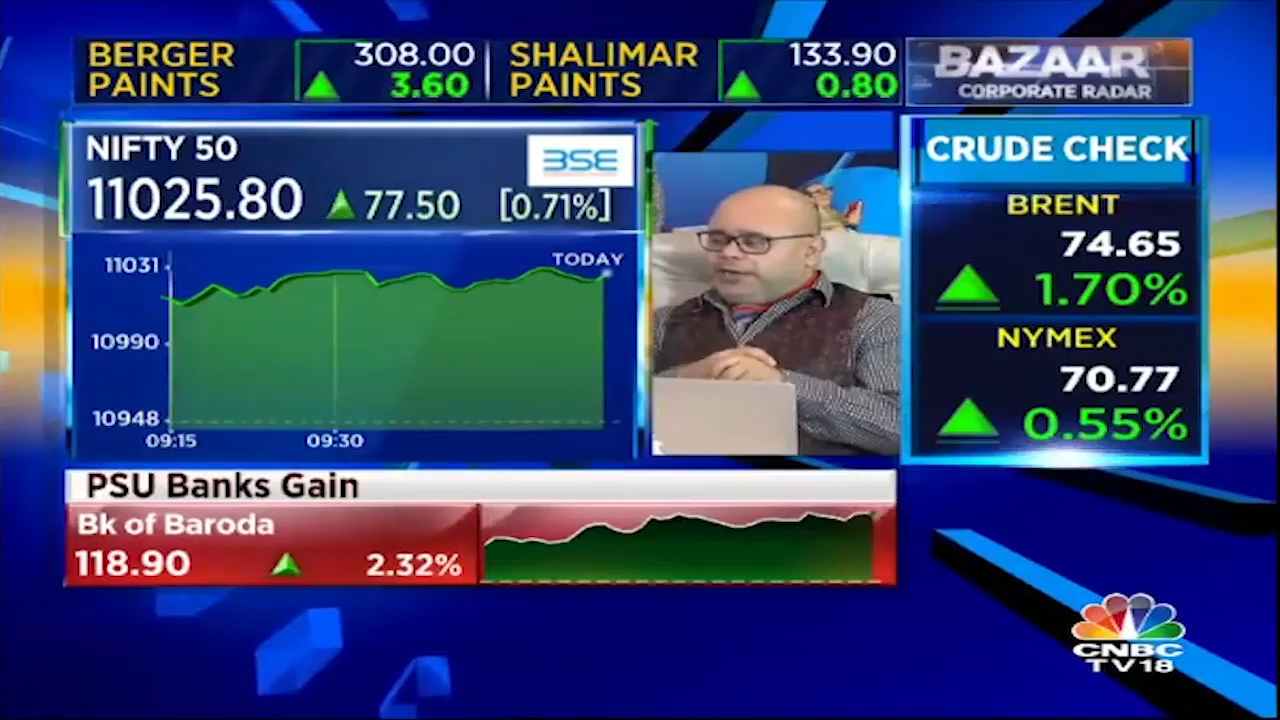 BERGER PAINTS
308.00
3.60
SHALIMAR PAINTS
133.90
0.80
BAZAAR
CORPORATE RADAR
NIFTY 50
BSE
11025.80 77.50 [0.71%]
TODAY
11031
10990
10948
09:15 09:30
CRUDE CHECK
BRENT
74.65
1.70%
NYMEX
70.77
0.55%
PSU Banks Gain
Bk of Baroda
118.90 2.32%
CNBC
TV18